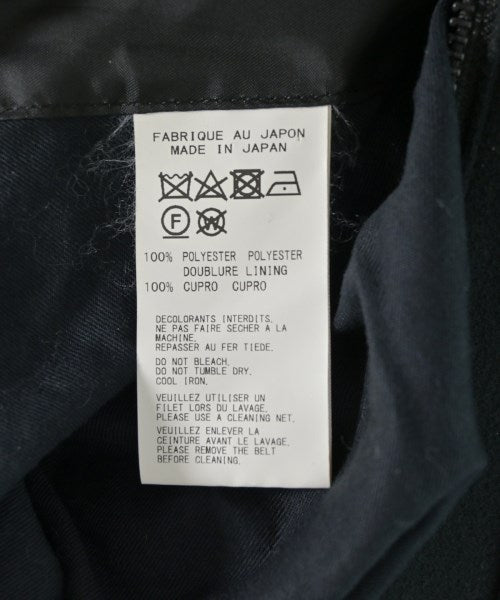 FABRIQUE AU JAPON
MADE IN JAPAN
F W
100% POLYESTER POLYESTER
DOUBLURE LINING
100% CUPRO CUPRO
DECOLORANTS INTERDITS.
NE PAS FAIRE SECHER A LA
MACHINE.
REPASSER AU FER TIEDE.
DO NOT BLEACH.
DO NOT TUMBLE DRY.
COOL IRON.
VEUILLEZ UTILISER UN
FILET LORS DU LAVAGE.
PLEASE USE A CLEANING NET.
VEUILLEZ ENLEVER LA
CEINTURE AVANT LE LAVAGE.
PLEASE REMOVE THE BELT
BEFORE CLEANING.